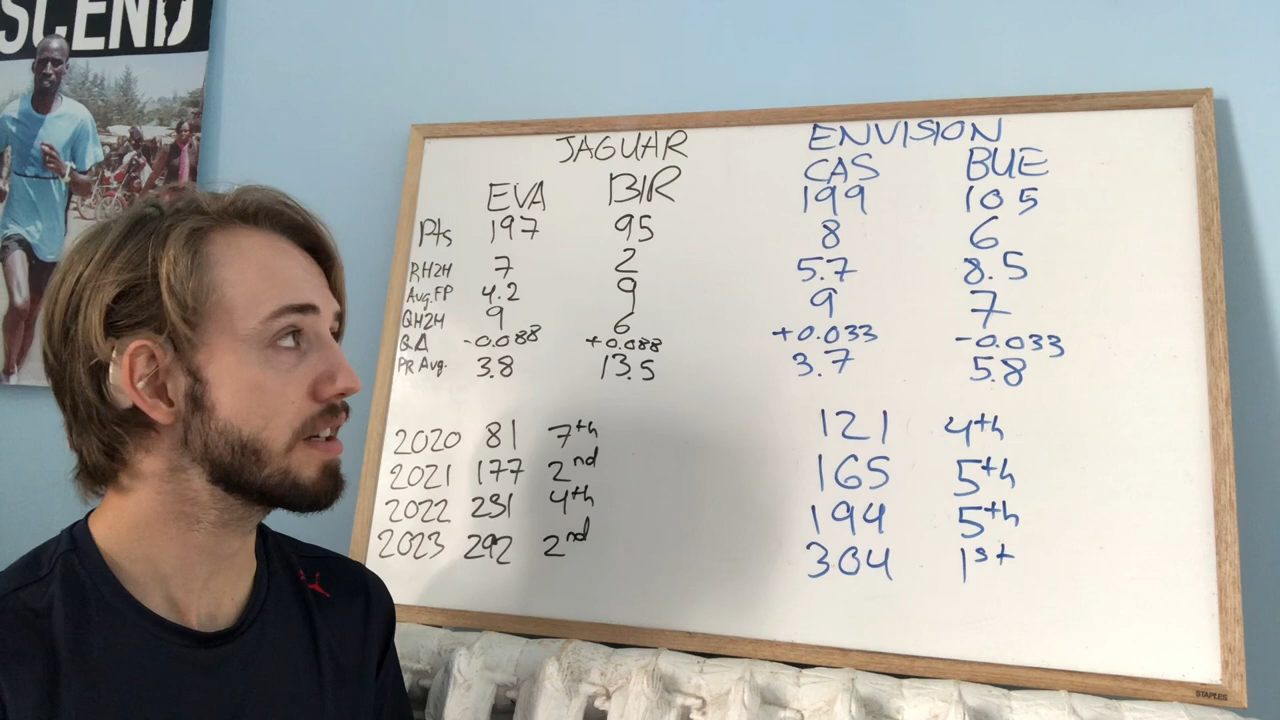 SCEND
JAGUAR ENVISION
EVA BIR CAS BUE
Pts 197 95 199 105
RH2H 7 2 8 6
Avg.FP 4.2 9 5.7 8.5
QH2H 9 6 9 7
QΔ -0.088 +0.088 +0.033 -0.033
PR Avg. 3.8 13.5 3.7 5.8
2020 81 7th 121 4th
2021 177 2nd 165 5th
2022 231 4th 194 5th
2023 292 2nd 304 1st
STAPLES